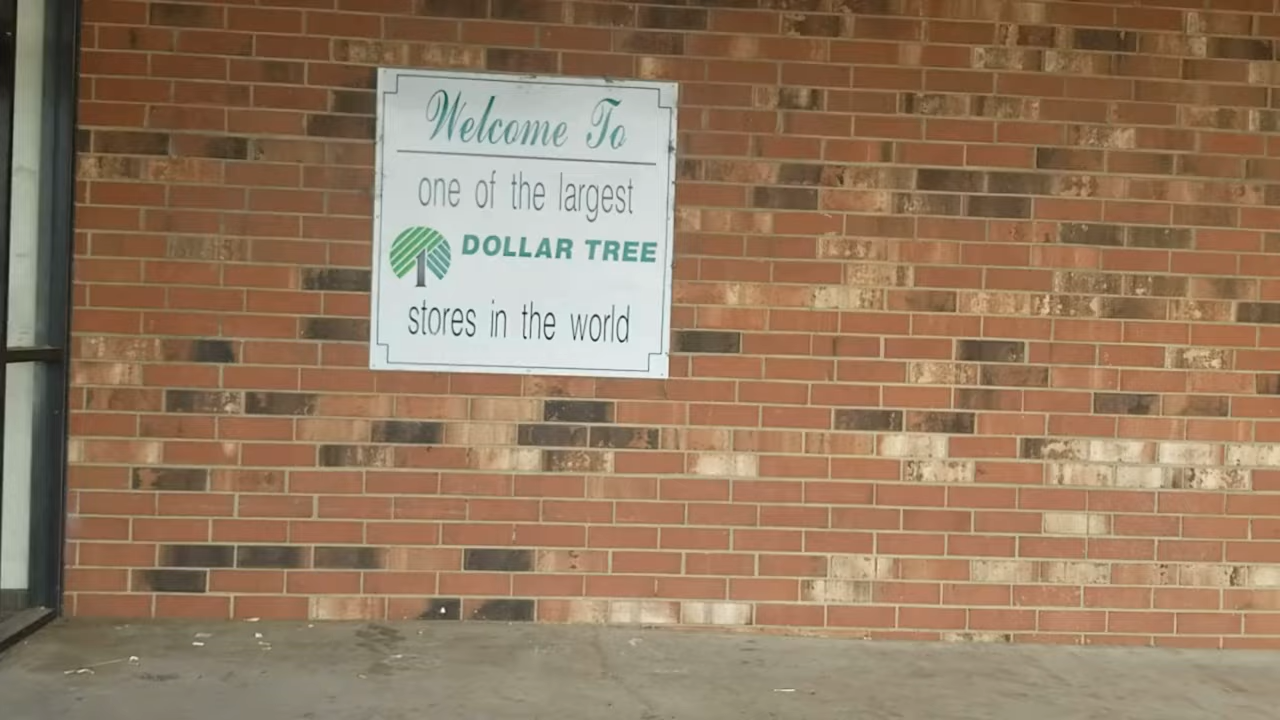 Welcome To
one of the largest
DOLLAR TREE
stores in the world